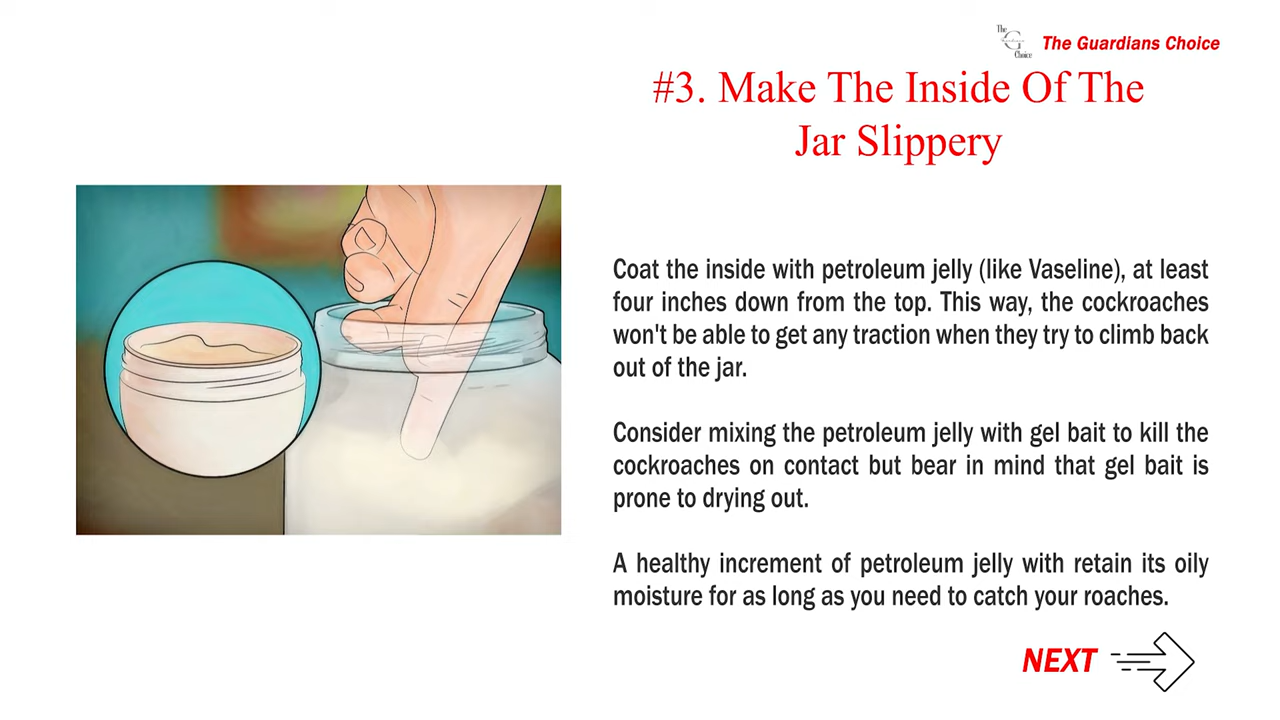 The
G
Choice
The Guardians Choice
#3. Make The Inside Of The
Jar Slippery
Coat the inside with petroleum jelly (like Vaseline), at least
four inches down from the top. This way, the cockroaches
won't be able to get any traction when they try to climb back
out of the jar.
Consider mixing the petroleum jelly with gel bait to kill the
cockroaches on contact but bear in mind that gel bait is
prone to drying out.
A healthy increment of petroleum jelly with retain its oily
moisture for as long as you need to catch your roaches.
NEXT